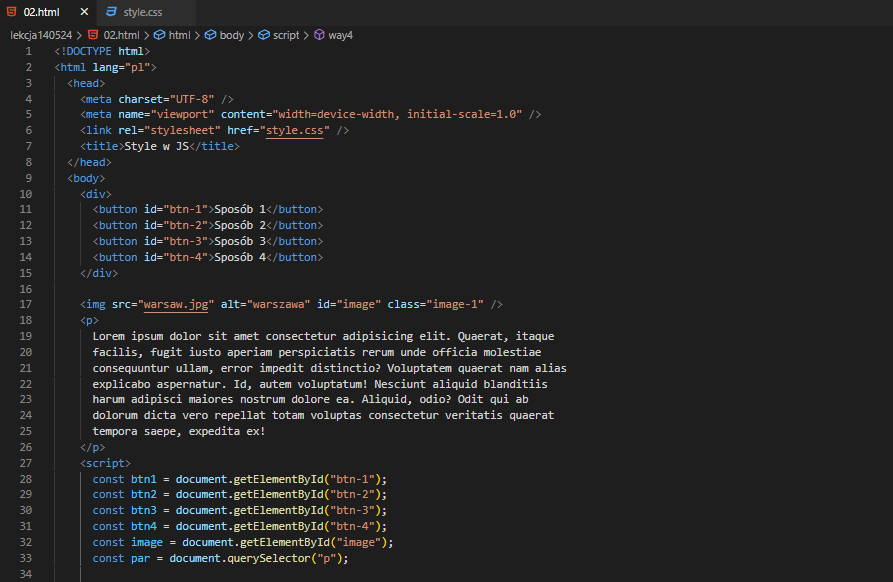 02.html × style.css
lekcja140524 > 02.html > html > body > script > way4
1 <!DOCTYPE html>
2 <html lang="pl">
3 <head>
4 <meta charset="UTF-8" />
5 <meta name="viewport" content="width=device-width, initial-scale=1.0" />
6 <link rel="stylesheet" href="style.css" />
7 <title>Style w JS</title>
8 </head>
9 <body>
10 <div>
11 <button id="btn-1">Sposób 1</button>
12 <button id="btn-2">Sposób 2</button>
13 <button id="btn-3">Sposób 3</button>
14 <button id="btn-4">Sposób 4</button>
15 </div>
16
17 <img src="warsaw.jpg" alt="warszawa" id="image" class="image-1" />
18 <p>
19 Lorem ipsum dolor sit amet consectetur adipisicing elit. Quaerat, itaque
20 facilis, fugit iusto aperiam perspiciatis rerum unde officia molestiae
21 consequuntur ullam, error impedit distinctio? Voluptatem quaerat nam alias
22 explicabo aspernatur. Id, autem voluptatum! Nesciunt aliquid blanditiis
23 harum adipisci maiores nostrum dolore ea. Aliquid, odio? Odit qui ab
24 dolorum dicta vero repellat totam voluptas consectetur veritatis quaerat
25 tempora saepe, expedita ex!
26 </p>
27 <script>
28 const btn1 = document.getElementById("btn-1");
29 const btn2 = document.getElementById("btn-2");
30 const btn3 = document.getElementById("btn-3");
31 const btn4 = document.getElementById("btn-4");
32 const image = document.getElementById("image");
33 const par = document.querySelector("p");
34